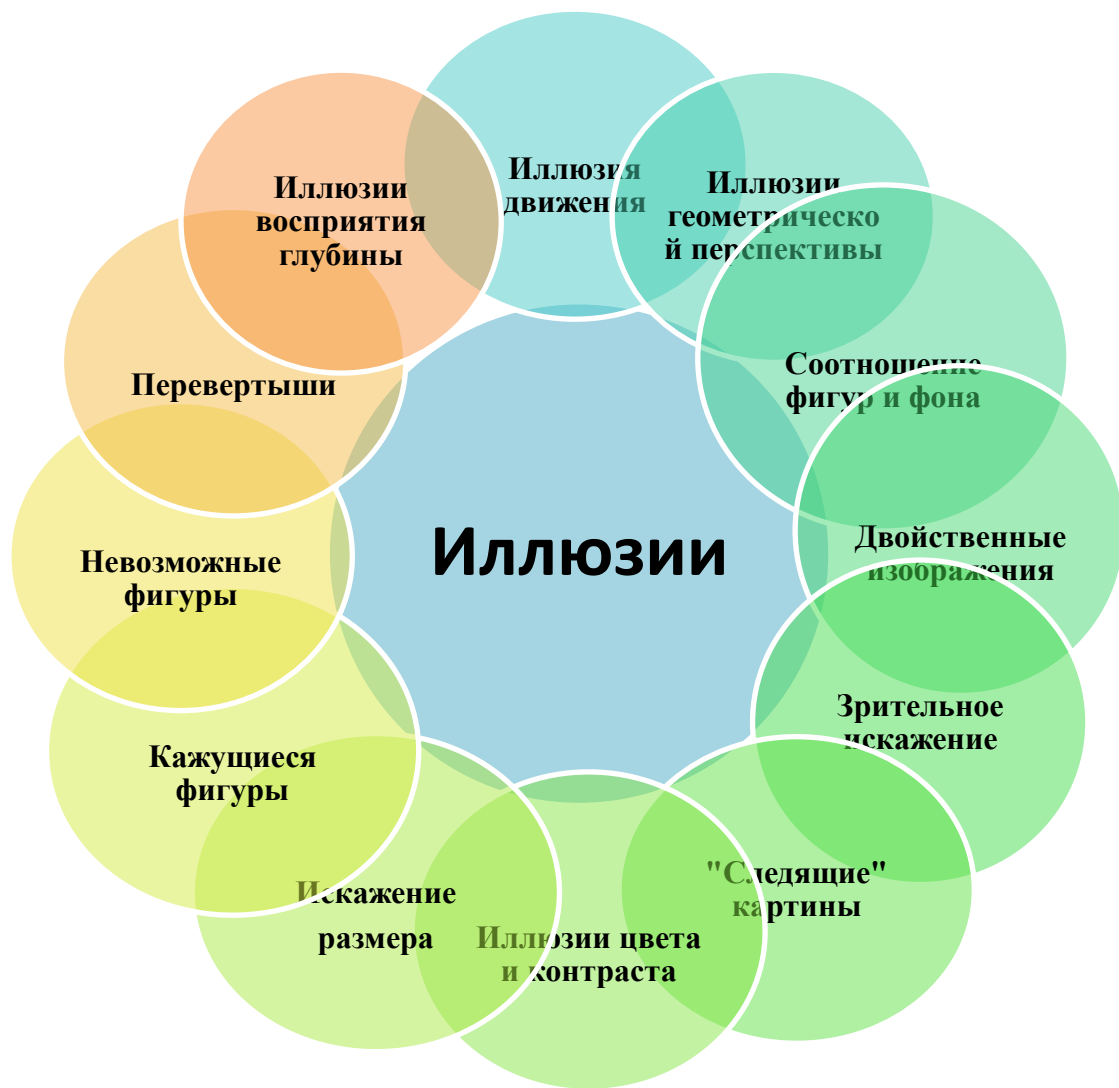 Иллюзия
движения
Иллюзии
геометрическо
й перспективы
Соотношение
фигур и фона
Двойственные
изображения
Зрительное
искажение
"Следящие"
картины
Иллюзии цвета
и контраста
Искажение
размера
Кажущиеся
фигуры
Невозможные
фигуры
Перевертыши
Иллюзии
восприятия
глубины
Иллюзии